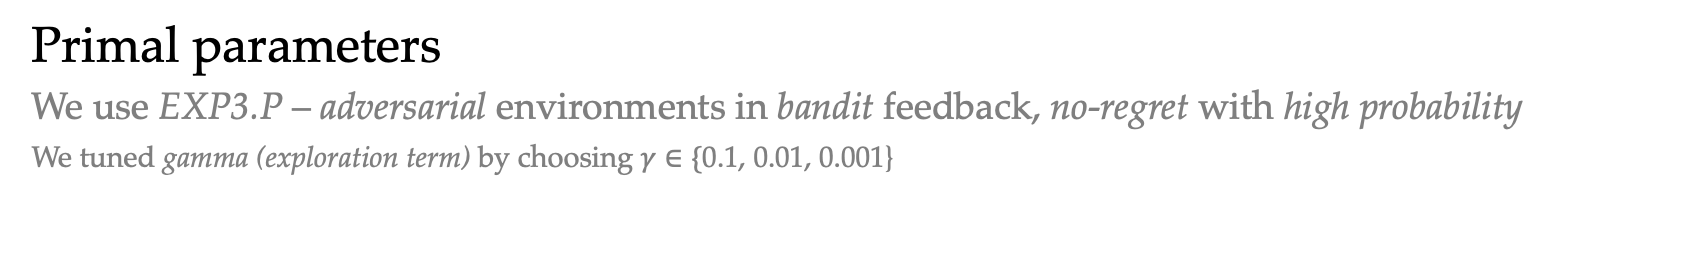 Primal parameters
We use EXP3.P – adversarial environments in bandit feedback, no-regret with high probability
We tuned gamma (exploration term) by choosing γ ∈ {0.1, 0.01, 0.001}